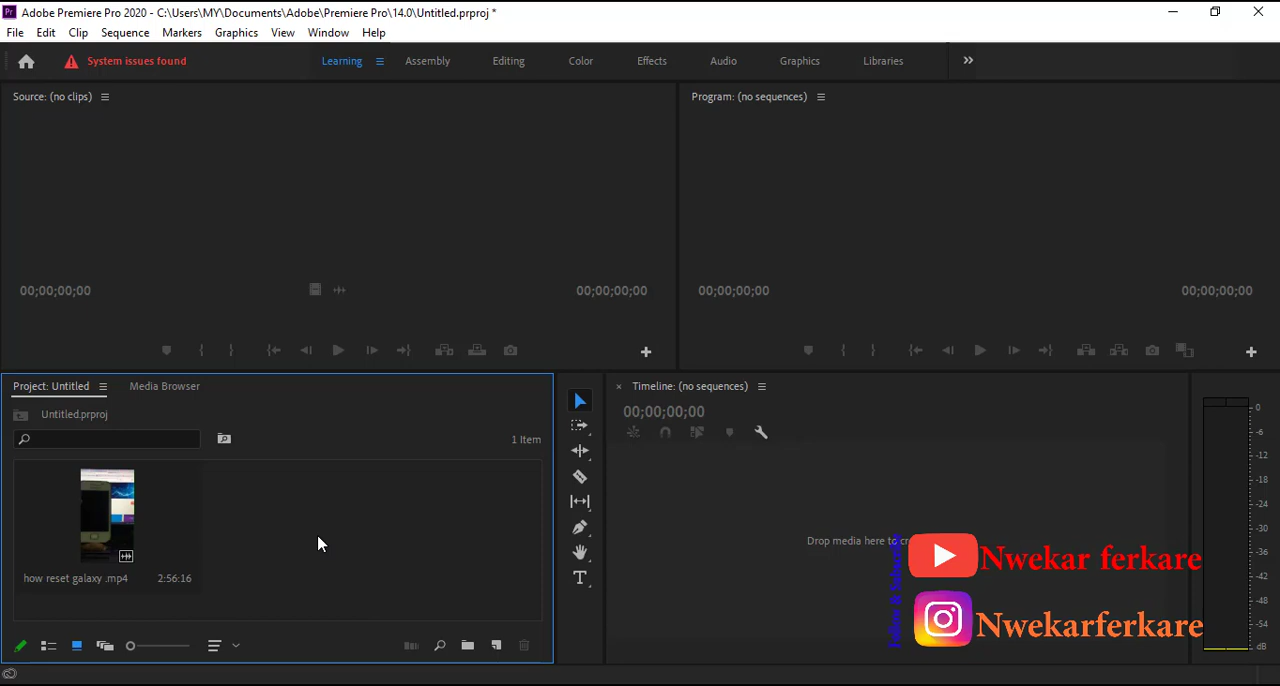 Pr Adobe Premiere Pro 2020 - C:\Users\MY\Documents\Adobe\Premiere Pro\14.0\Untitled.prproj *
File Edit Clip Sequence Markers Graphics View Window Help
System issues found Learning Assembly Editing Color Effects Audio Graphics Libraries
Source: (no clips)
Program: (no sequences)
00;00;00;00 00;00;00;00
00;00;00;00 00;00;00;00
Project: Untitled Media Browser
Untitled.prproj
1 Item
how reset galaxy .mp4 2:56:16
Timeline: (no sequences)
00;00;00;00
Drop media here to
Nwekar ferkare
Nwekarferkare
0
-6
-12
-18
-24
-30
-36
-42
-48
-54
dB